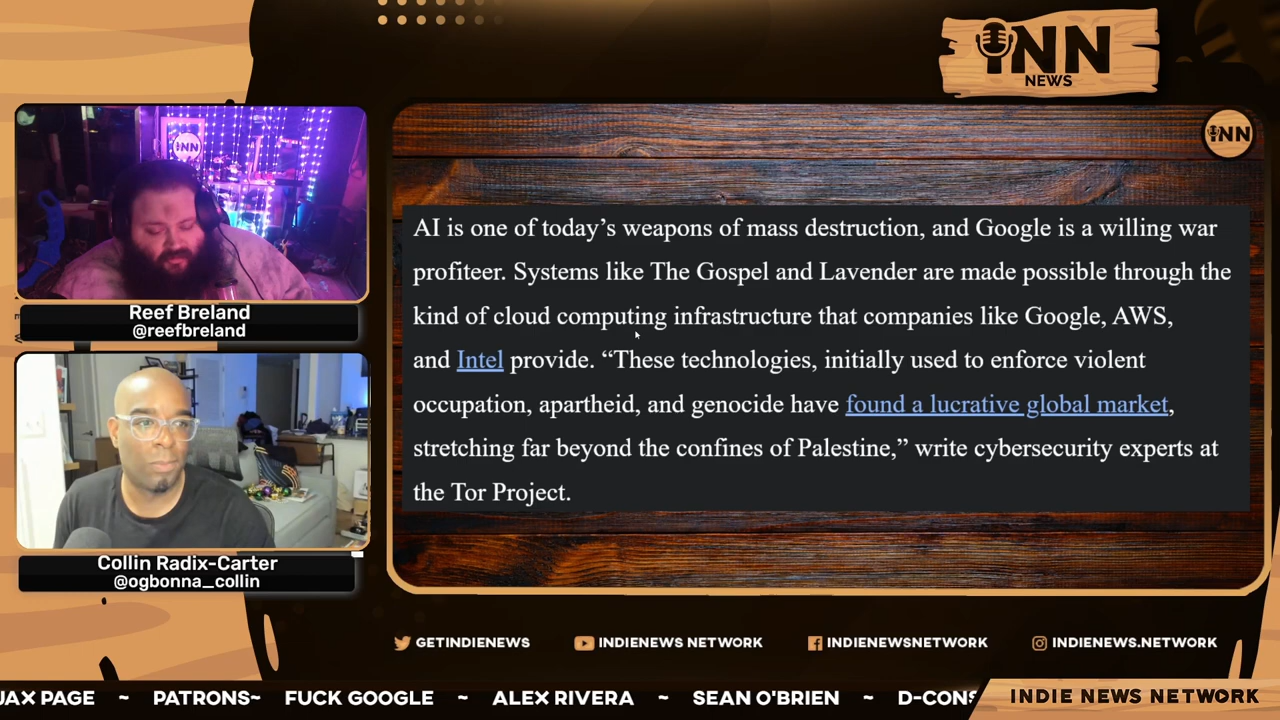 iNN
NEWS
iNN
iNN
Reef Breland
@reefbreland
Collin Radix-Carter
@ogbonna_collin
AI is one of today’s weapons of mass destruction, and Google is a willing war
profiteer. Systems like The Gospel and Lavender are made possible through the
kind of cloud computing infrastructure that companies like Google, AWS,
and Intel provide. “These technologies, initially used to enforce violent
occupation, apartheid, and genocide have found a lucrative global market,
stretching far beyond the confines of Palestine,” write cybersecurity experts at
the Tor Project.
GETINDIENEWS
INDIENEWS NETWORK
INDIENEWSNETWORK
INDIENEWS.NETWORK
JAX PAGE ~ PATRONS~ FUCK GOOGLE ~ ALEX RIVERA ~ SEAN O'BRIEN ~ D-CONS
INDIE NEWS NETWORK